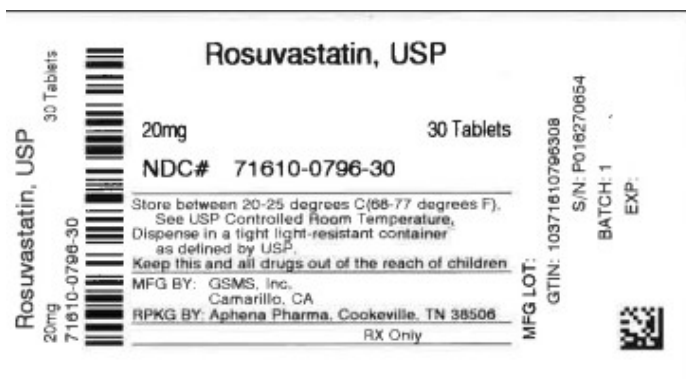 Rosuvastatin, USP
20mg 30 Tablets
NDC# 71610-0796-30
Store between 20-25 degrees C(68-77 degrees F).
See USP Controlled Room Temperature.
Dispense in a tight light-resistant container
as defined by USP.
Keep this and all drugs out of the reach of children
MFG BY: GSMS, Inc.
Camarillo, CA
RPKG BY: Aphena Pharma, Cookeville, TN 38506
RX Only
Rosuvastatin, USP
20mg 30 Tablets
71610-0796-30
MFG LOT:
GTIN: 10371610796308
S/N: P016270654
BATCH: 1
EXP: